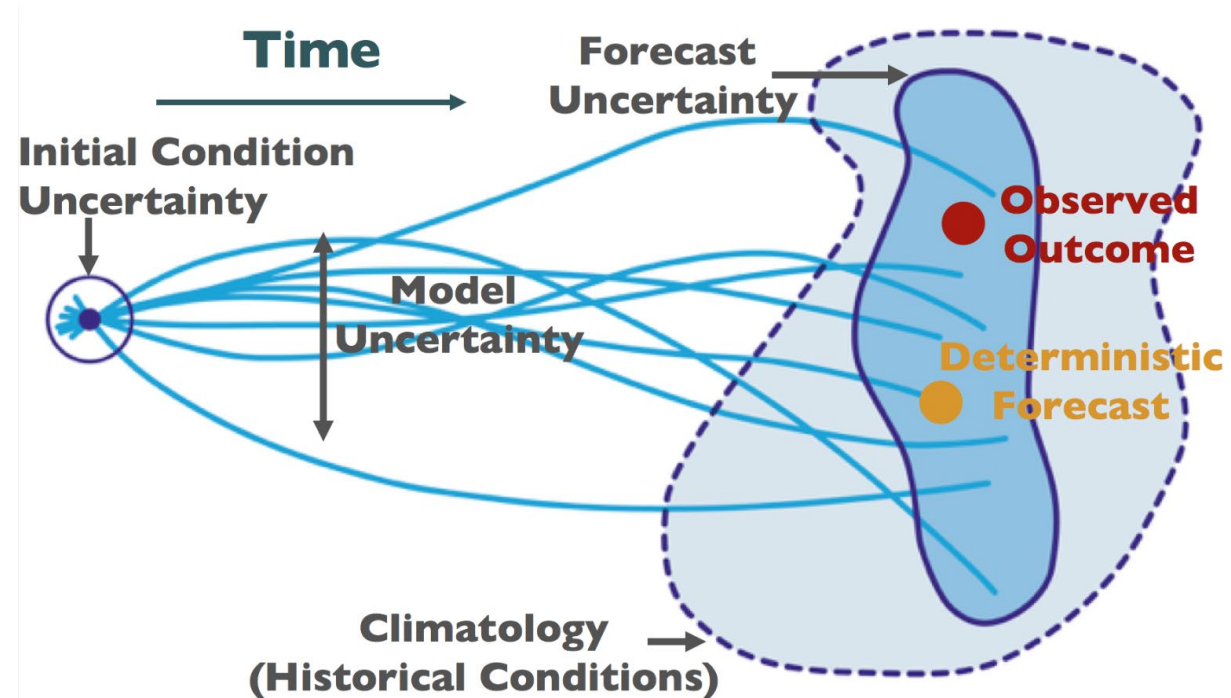 Time
Forecast
Uncertainty
Initial Condition
Uncertainty
Observed
Outcome
Model
Uncertainty
Deterministic
Forecast
Climatology
(Historical Conditions)